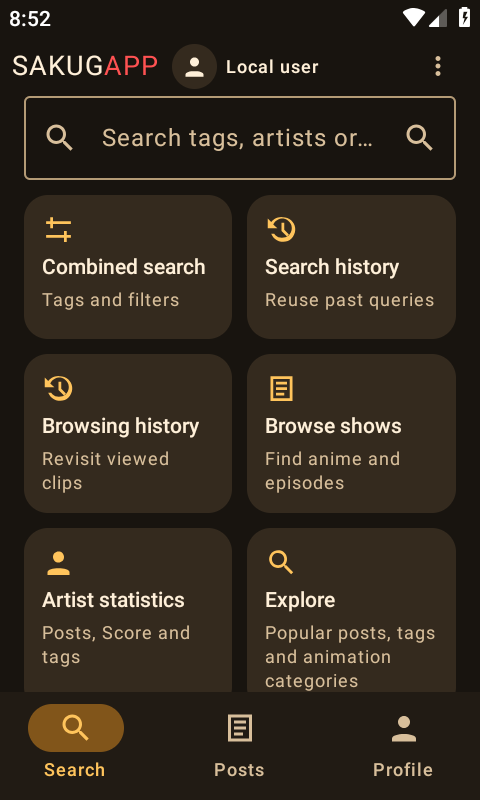 8:52
SAKUGAPP
Local user
Search tags, artists or…
Combined search
Tags and filters
Search history
Reuse past queries
Browsing history
Revisit viewed
clips
Browse shows
Find anime and
episodes
Artist statistics
Posts, Score and
tags
Explore
Popular posts, tags
and animation
categories
Search
Posts
Profile